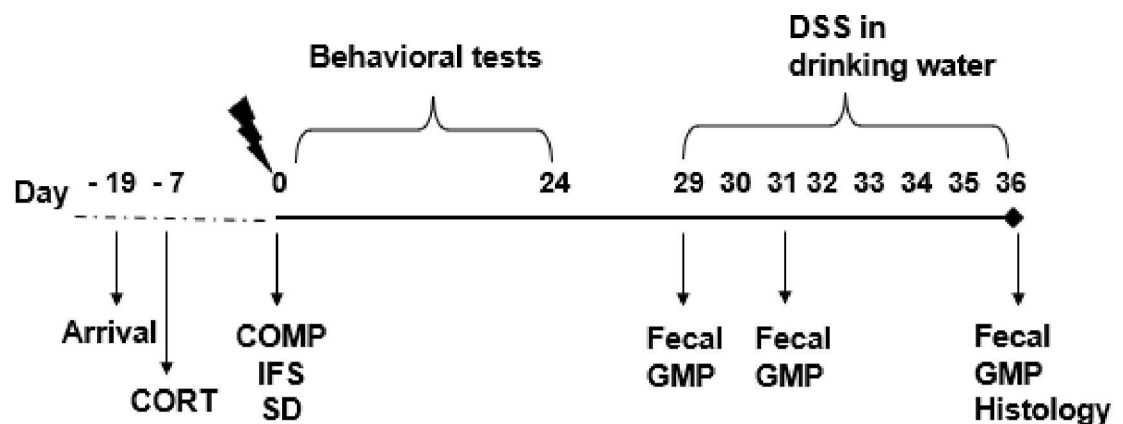 Behavioral tests
DSS in
drinking water
Day - 19 - 7 0 24 29 30 31 32 33 34 35 36
Arrival
CORT
COMP
IFS
SD
Fecal
GMP
Fecal
GMP
Fecal
GMP
Histology